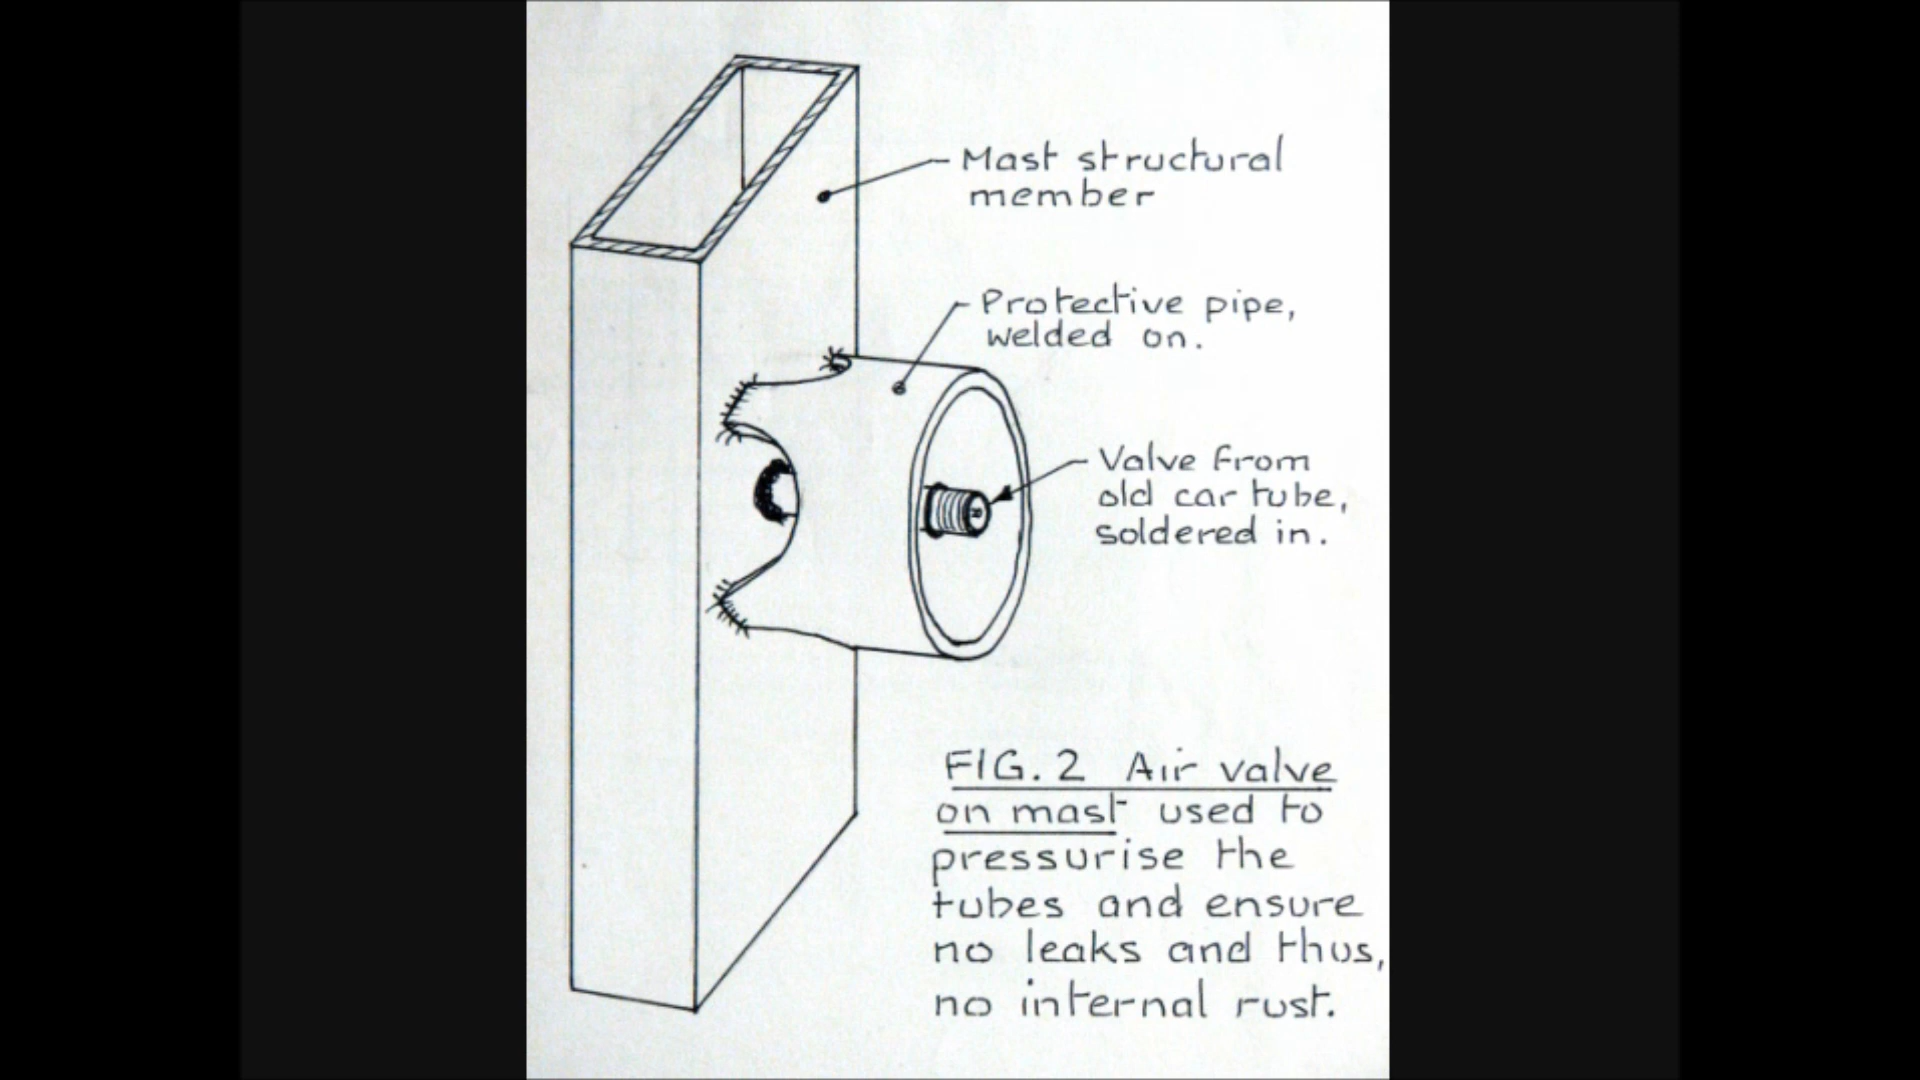 Mast structural
member
Protective pipe,
welded on.
Valve from
old car tube,
soldered in.
FIG. 2 Air valve
on mast used to
pressurise the
tubes and ensure
no leaks and thus,
no internal rust.